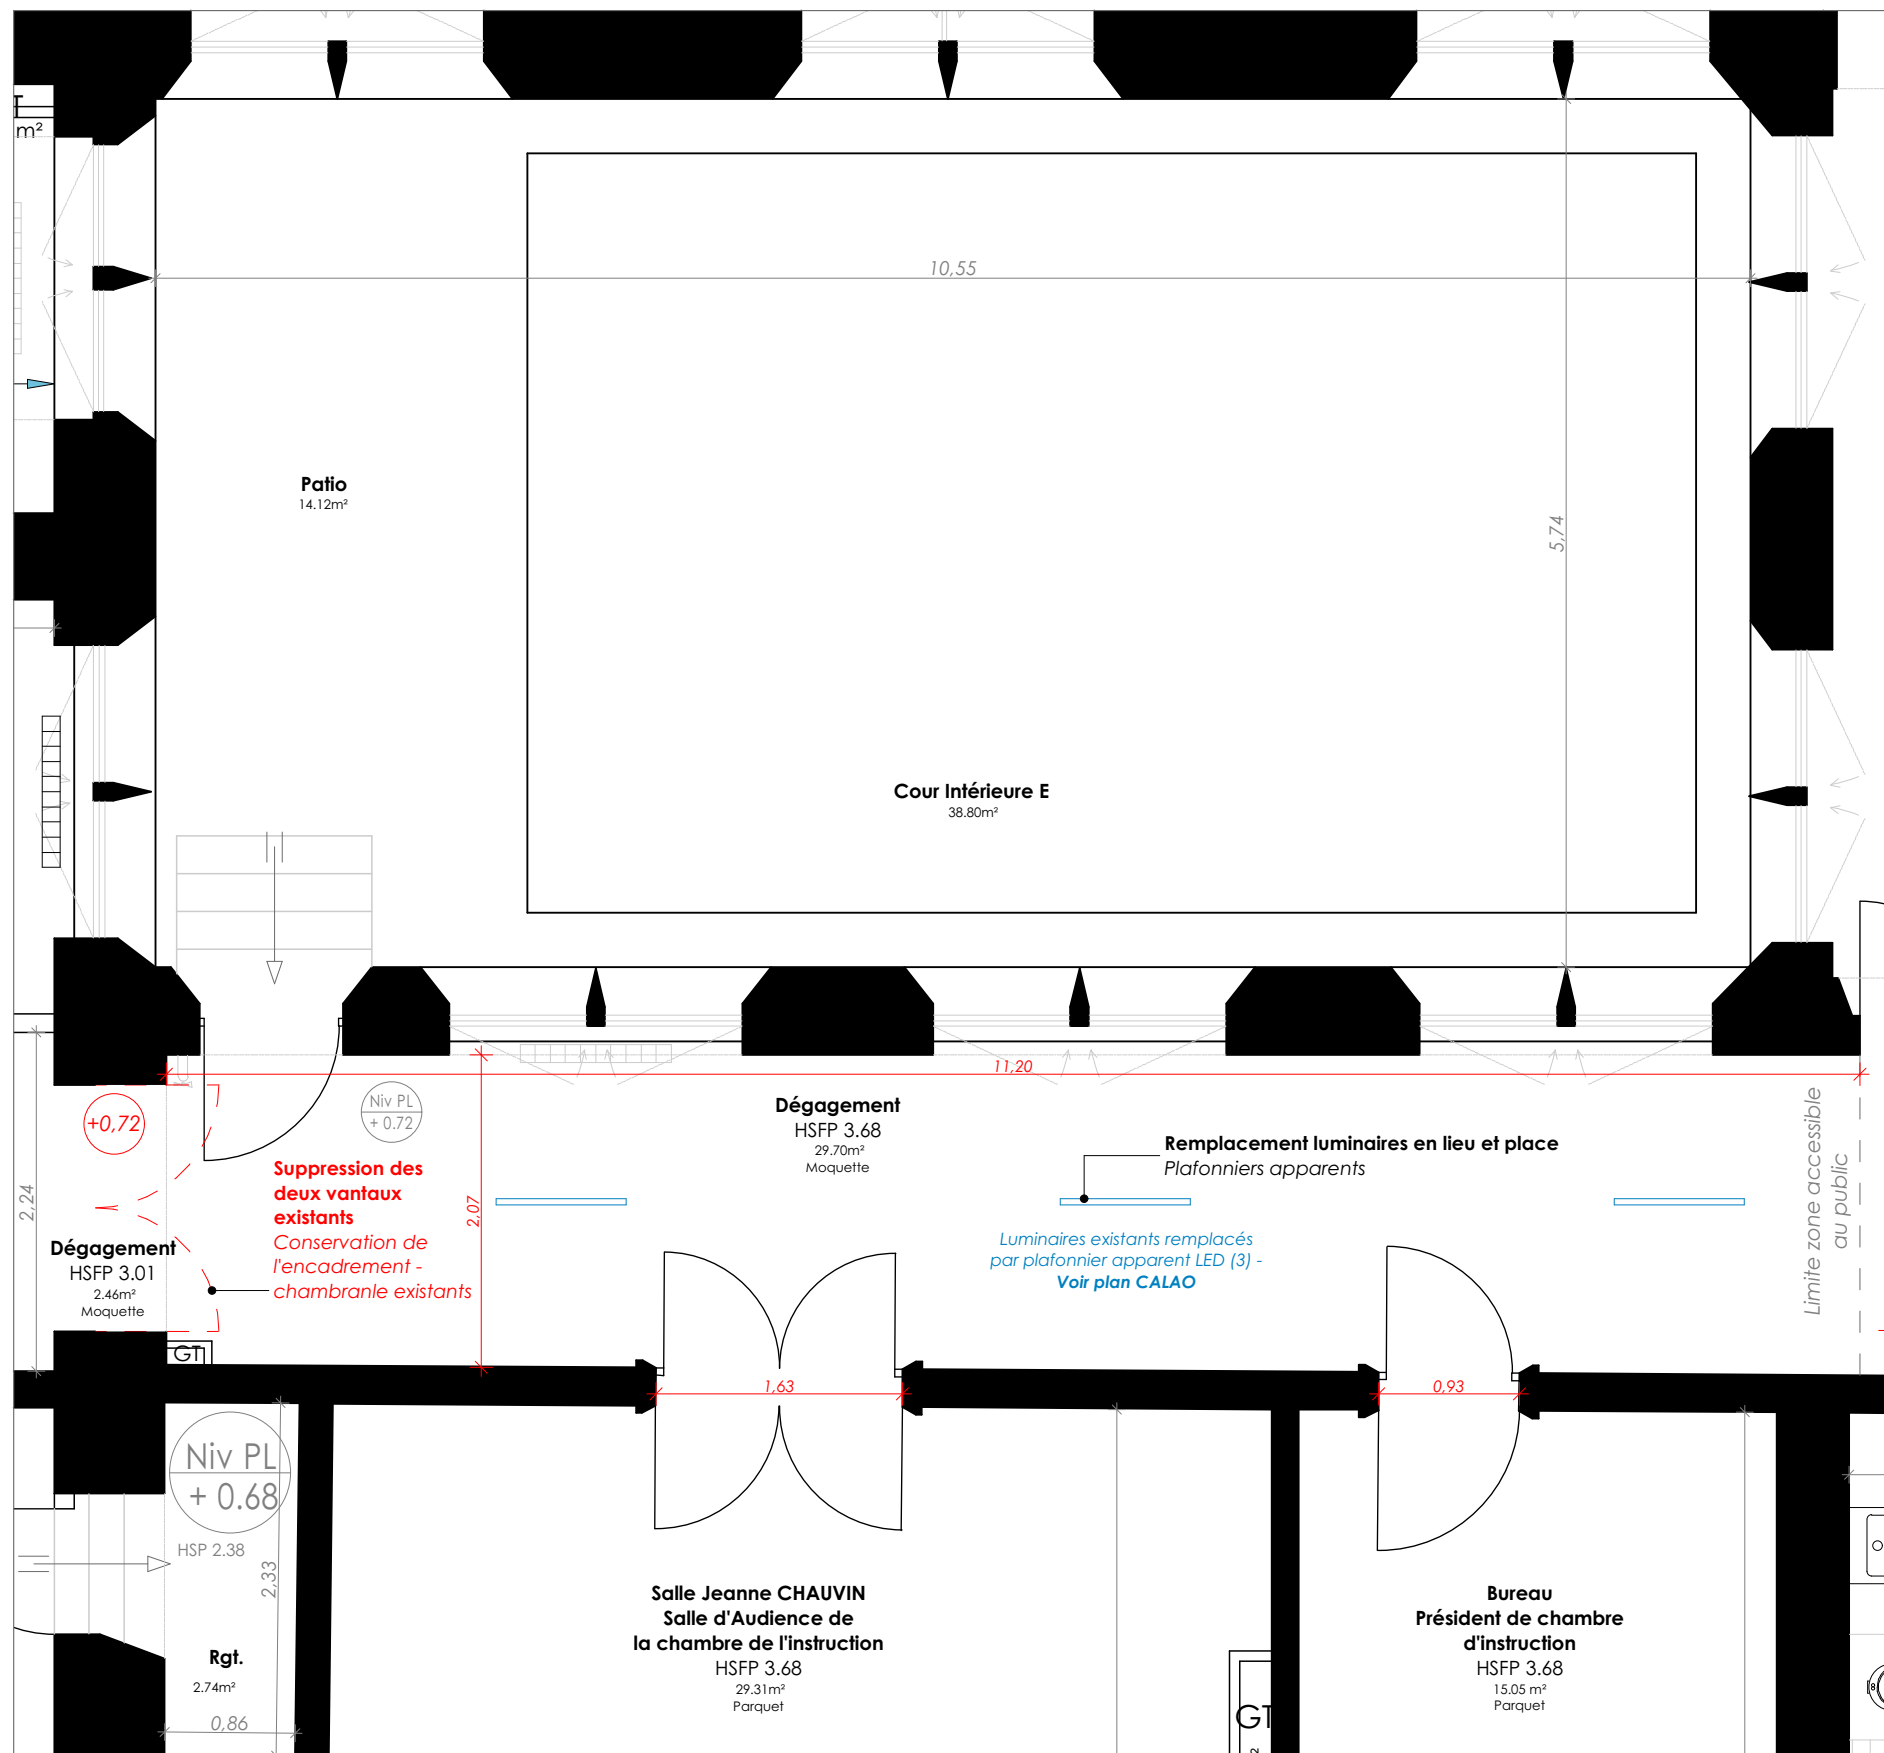 m²
10,55
Patio
14.12m²
5,74
Cour Intérieure E
38.80m²
11,20
+0,72
Niv PL
+ 0.72
Dégagement
HSFP 3.68
29.70m²
Moquette
Remplacement luminaires en lieu et place
Plafonniers apparents
Limite zone accessible
au public
Suppression des
deux vantaux
existants
Conservation de
l'encadrement -
chambranle existants
2,07
2,24
Luminaires existants remplacés
par plafonnier apparent LED (3) -
Voir plan CALAO
Dégagement
HSFP 3.01
2.46m²
Moquette
GT
1,63
0,93
Niv PL
+ 0.68
HSP 2.38
2,33
Rgt.
2.74m²
0,86
Salle Jeanne CHAUVIN
Salle d'Audience de
la chambre de l'instruction
HSFP 3.68
29.31m²
Parquet
GT
Bureau
Président de chambre
d'instruction
HSFP 3.68
15.05 m²
Parquet